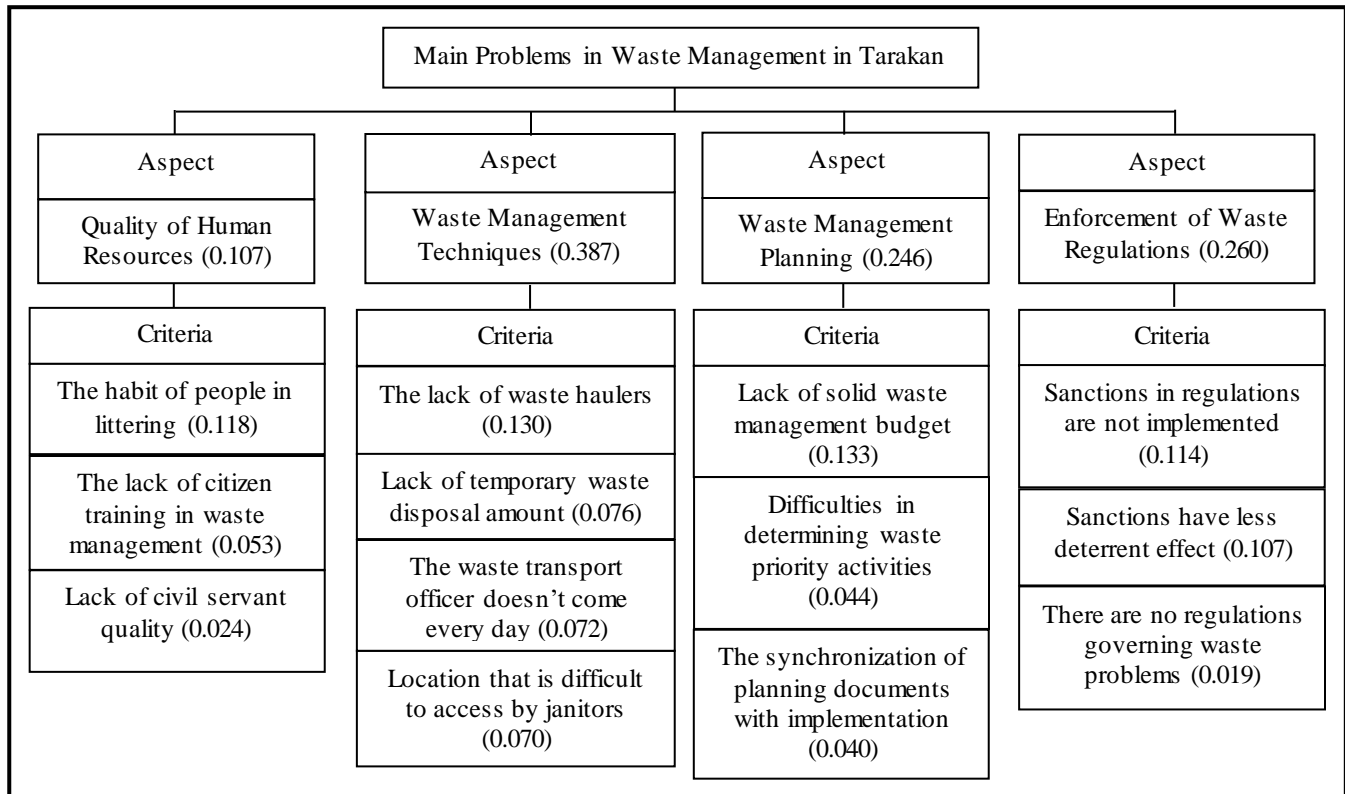 Main Problems in Waste Management in Tarakan
Aspect
Quality of Human
Resources (0.107)
Criteria
The habit of people in
littering (0.118)
The lack of citizen
training in waste
management (0.053)
Lack of civil servant
quality (0.024)
Aspect
Waste Management
Techniques (0.387)
Criteria
The lack of waste haulers
(0.130)
Lack of temporary waste
disposal amount (0.076)
The waste transport
officer doesn’t come
every day (0.072)
Location that is difficult
to access by janitors
(0.070)
Aspect
Waste Management
Planning (0.246)
Criteria
Lack of solid waste
management budget
(0.133)
Difficulties in
determining waste
priority activities
(0.044)
The synchronization of
planning documents
with implementation
(0.040)
Aspect
Enforcement of Waste
Regulations (0.260)
Criteria
Sanctions in regulations
are not implemented
(0.114)
Sanctions have less
deterrent effect (0.107)
There are no regulations
governing waste
problems (0.019)